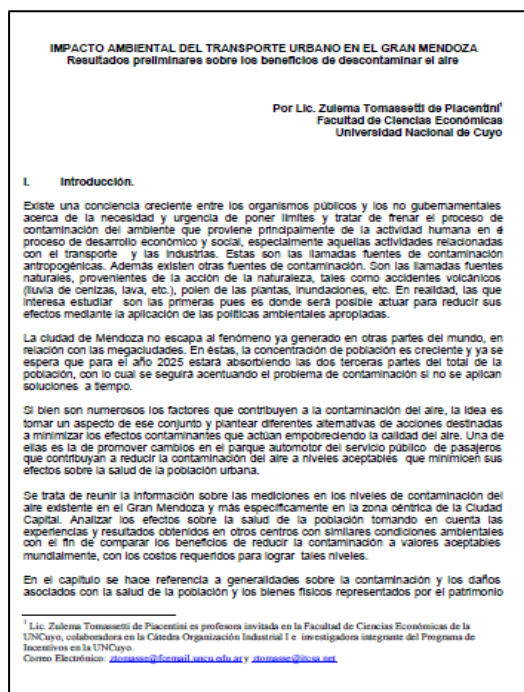 IMPACTO AMBIENTAL DEL TRANSPORTE URBANO EN EL GRAN MENDOZA
Resultados preliminares sobre los beneficios de descontaminar el aire
Por Lic. Zulema Tomassetti de Piacentini¹
Facultad de Ciencias Económicas
Universidad Nacional de Cuyo
I. Introducción.
Existe una conciencia creciente entre los organismos públicos y los no gubernamentales
acerca de la necesidad y urgencia de poner límites y tratar de frenar el proceso de
contaminación del ambiente que proviene principalmente de la actividad humana en el
proceso de desarrollo económico y social, especialmente aquellas actividades relacionadas
con el transporte y las industrias. Estas son las llamadas fuentes de contaminación
antropogénicas. Además existen otras fuentes de contaminación. Son las llamadas fuentes
naturales, provenientes de la acción de la naturaleza, tales como accidentes volcánicos
(lluvia de cenizas, lava, etc.), polen de las plantas, inundaciones, etc. En realidad, las que
interesa estudiar son las primeras pues es donde será posible actuar para reducir sus
efectos mediante la aplicación de las políticas ambientales apropiadas.
La ciudad de Mendoza no escapa al fenómeno ya generado en otras partes del mundo, en
relación con las megaciudades. En éstas, la concentración de población es creciente y ya se
espera que para el año 2025 estará absorbiendo las dos terceras partes del total de la
población, con lo cual se seguirá acentuando el problema de contaminación si no se aplican
soluciones a tiempo.
Si bien son numerosos los factores que contribuyen a la contaminación del aire, la idea es
tomar un aspecto de ese conjunto y plantear diferentes alternativas de acciones destinadas
a minimizar los efectos contaminantes que actúan empobreciendo la calidad del aire. Una de
ellas es la de promover cambios en el parque automotor del servicio público de pasajeros
que contribuyan a reducir la contaminación del aire a niveles aceptables que minimicen sus
efectos sobre la salud de la población urbana.
Se trata de reunir la información sobre las mediciones en los niveles de contaminación del
aire existente en el Gran Mendoza y más específicamente en la zona céntrica de la Ciudad
Capital. Analizar los efectos sobre la salud de la población tomando en cuenta las
experiencias y resultados obtenidos en otros centros con similares condiciones ambientales
con el fin de comparar los beneficios de reducir la contaminación a valores aceptables
mundialmente, con los costos requeridos para lograr tales niveles.
En el capítulo se hace referencia a generalidades sobre la contaminación y los daños
asociados con la salud de la población y los bienes físicos representados por el patrimonio
¹ Lic. Zulema Tomassetti de Piacentini es profesora invitada en la Facultad de Ciencias Económicas de la
UNCuyo, colaboradora en la Cátedra Organización Industrial I e investigadora integrante del Programa de
Incentivos en la UNCuyo.
Correo Electrónico: ztomasse@fcemail.uncu.edu.ar y ztomasse@itcsa.net